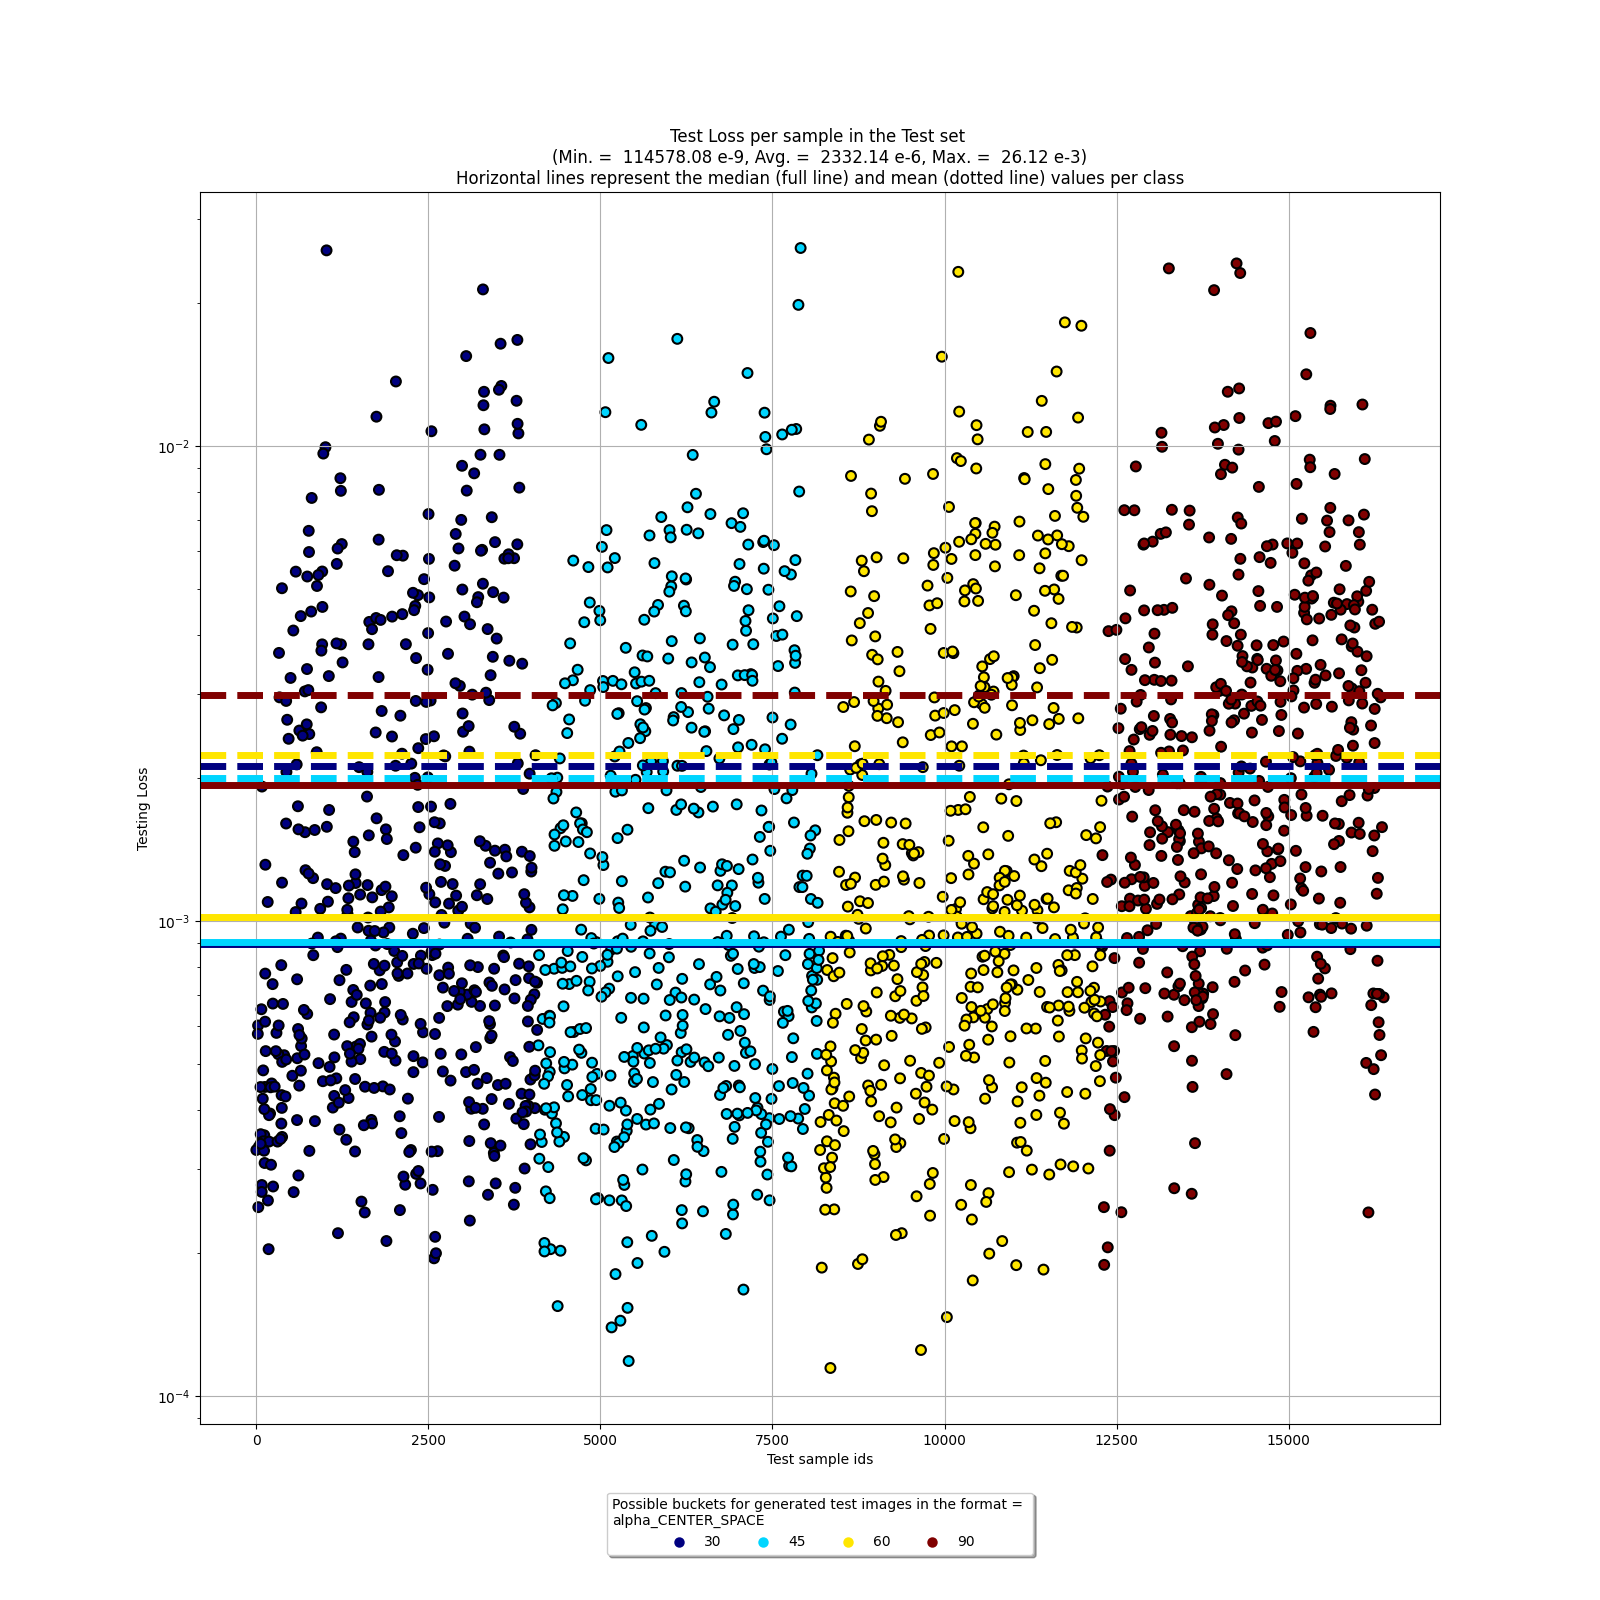 Test Loss per sample in the Test set
(Min. = 114578.08 e-9, Avg. = 2332.14 e-6, Max. = 26.12 e-3)
Horizontal lines represent the median (full line) and mean (dotted line) values per class
Testing Loss
10⁻²
10⁻³
10⁻⁴
0 2500 5000 7500 10000 12500 15000
Test sample ids
Possible buckets for generated test images in the format =
alpha_CENTER_SPACE
30 45 60 90